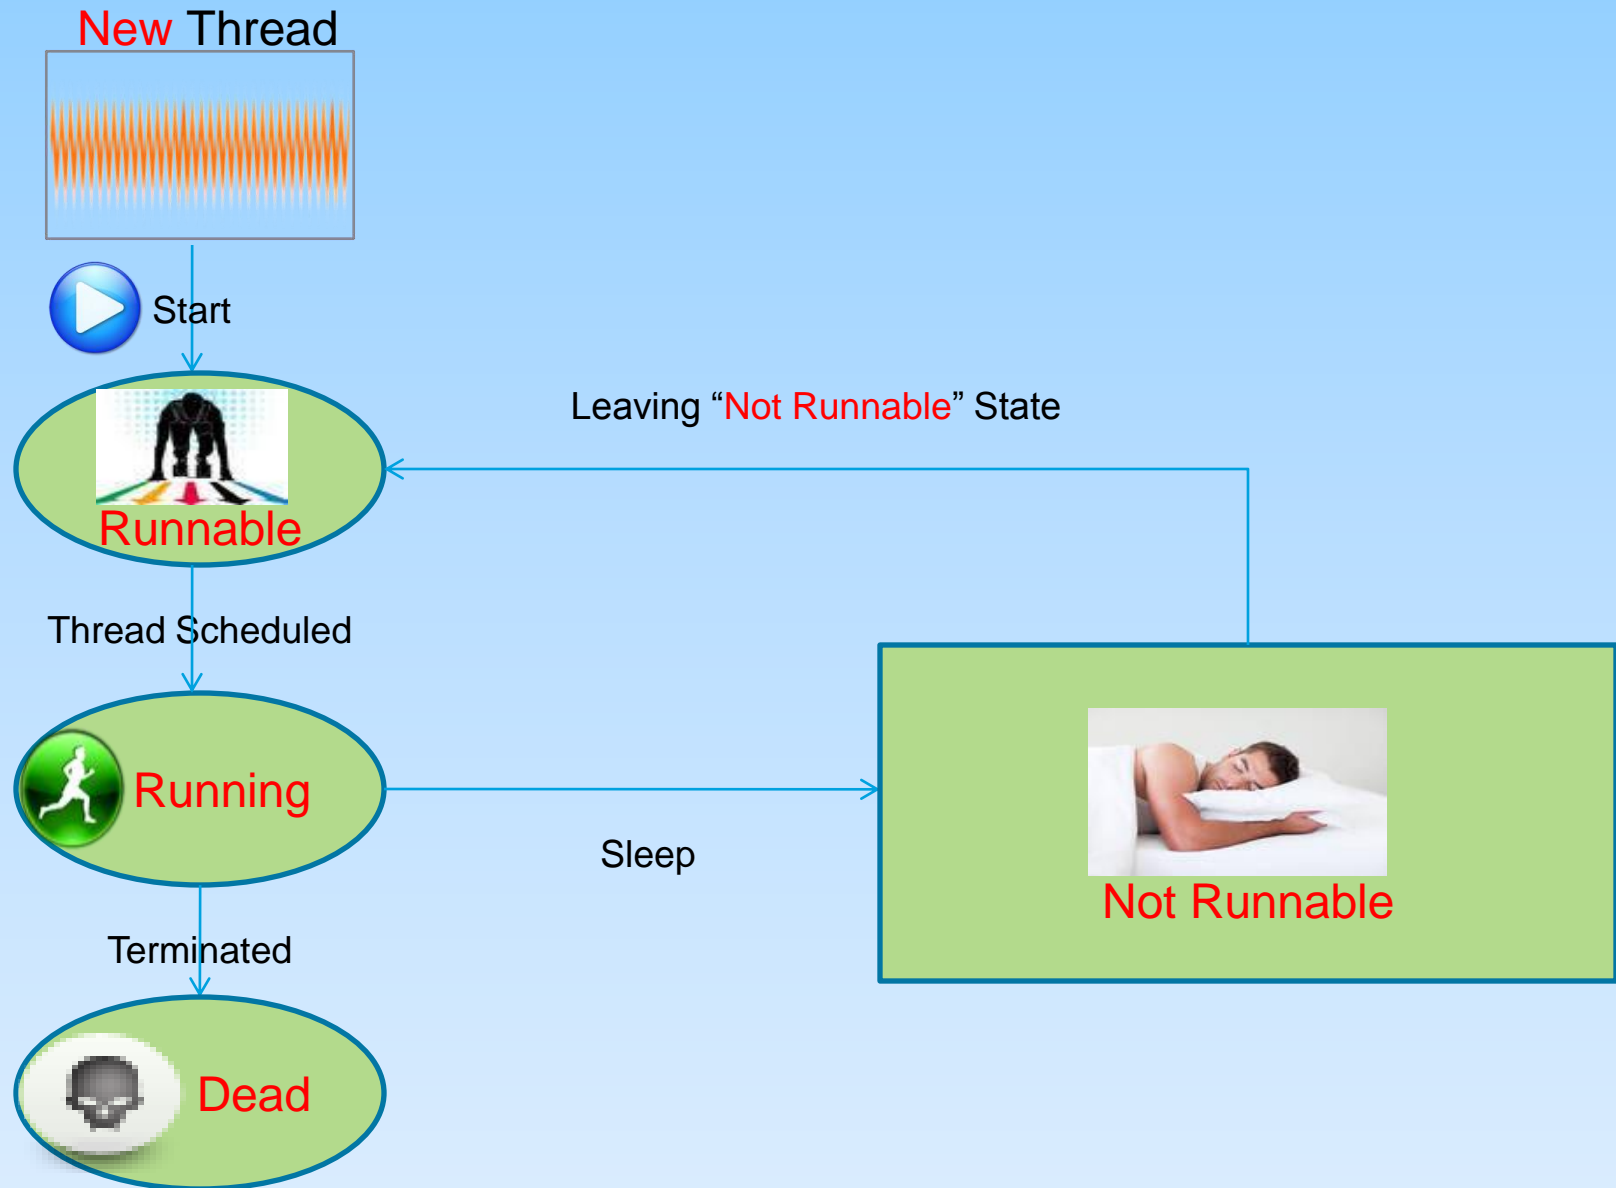 New Thread
Start
Leaving “Not Runnable” State
Runnable
Thread Scheduled
Running
Sleep
Not Runnable
Terminated
Dead